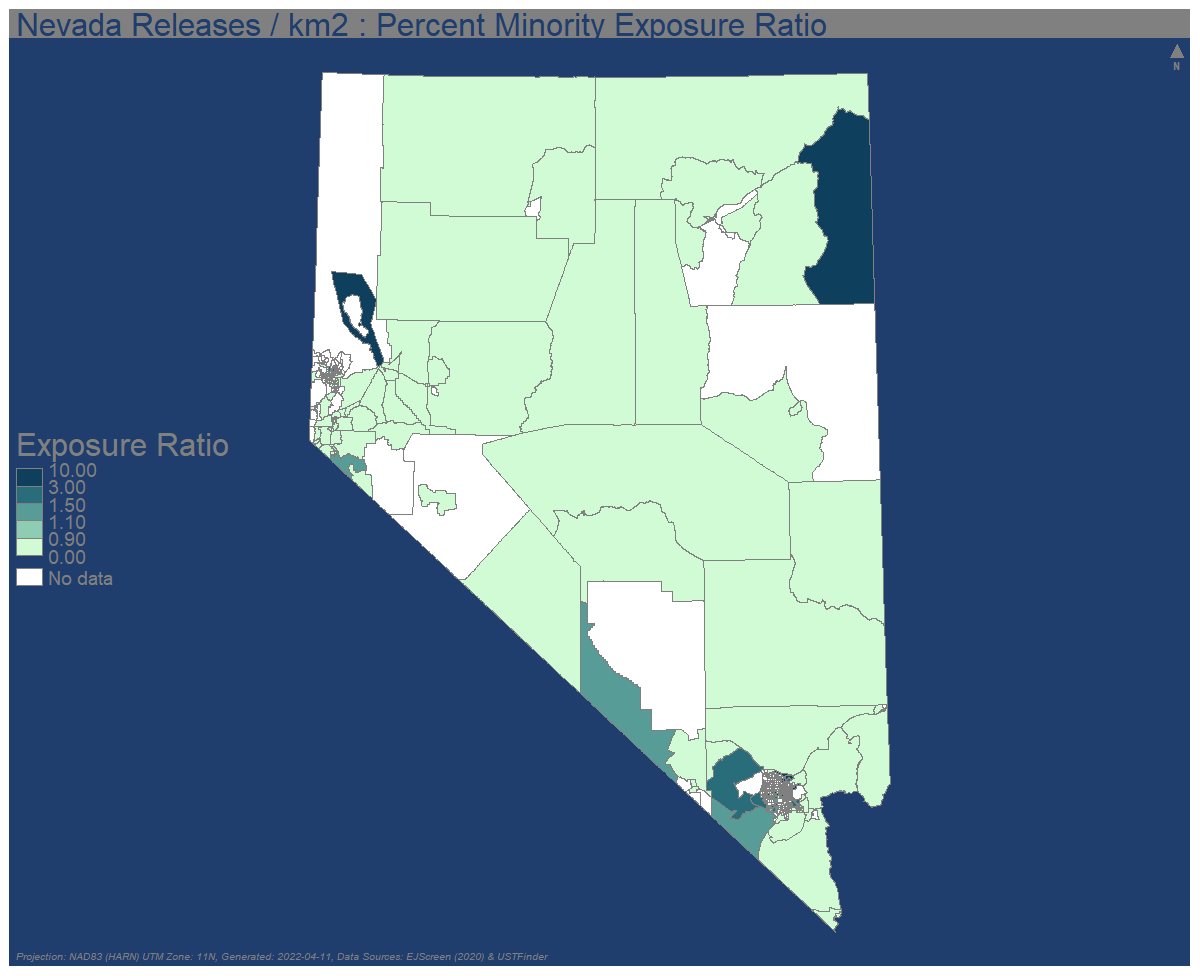 Nevada Releases / km2 : Percent Minority Exposure Ratio
N
Exposure Ratio
10.00
3.00
1.50
1.10
0.90
0.00
No data
Projection: NAD83 (HARN) UTM Zone: 11N, Generated: 2022-04-11, Data Sources: EJScreen (2020) & USTFinder